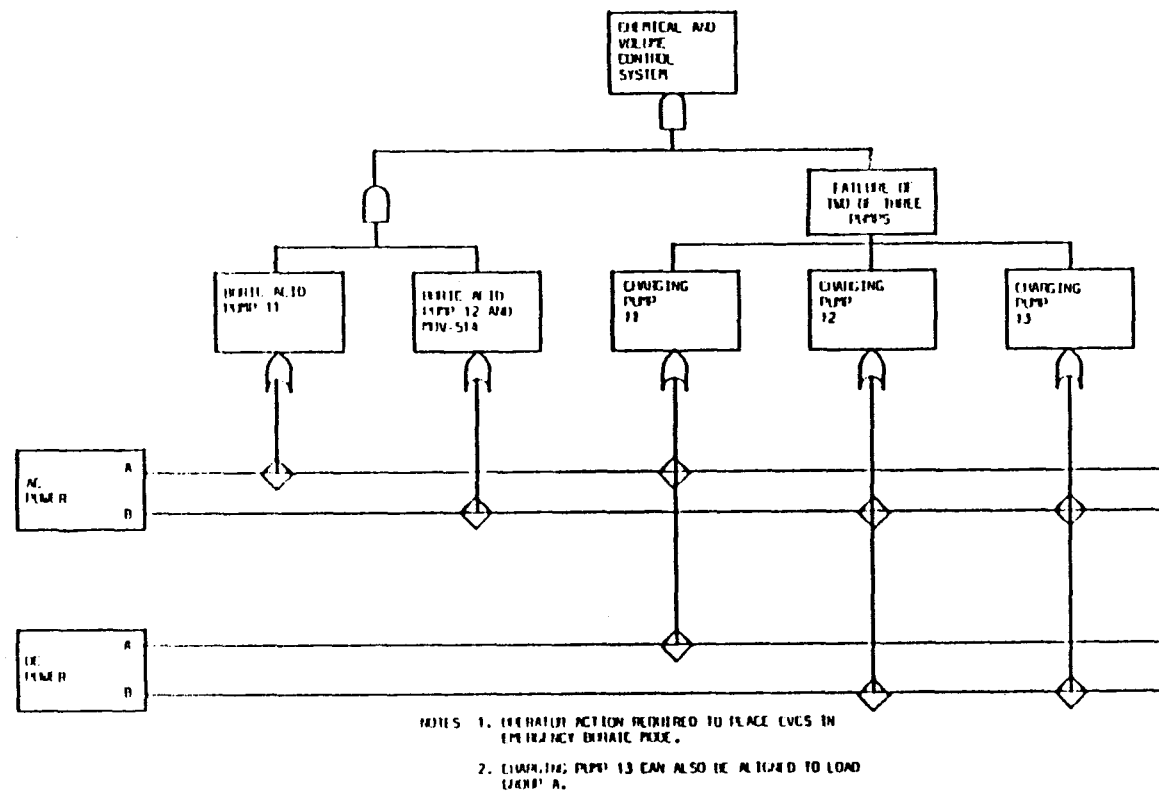 CHEMICAL AND
VOLUME
CONTROL
SYSTEM
FAILURE OF
TWO OF THREE
PUMPS
BORIC ACID
PUMP 11
BORIC ACID
PUMP 12 AND
MOV-514
CHARGING
PUMP
11
CHARGING
PUMP
12
CHARGING
PUMP
13
A
AC
POWER
B
A
DC
POWER
B
NOTES 1. OPERATOR ACTION REQUIRED TO PLACE CVCS IN
EMERGENCY BORATE MODE.
2. CHARGING PUMP 13 CAN ALSO BE ALIGNED TO LOAD
GROUP A.